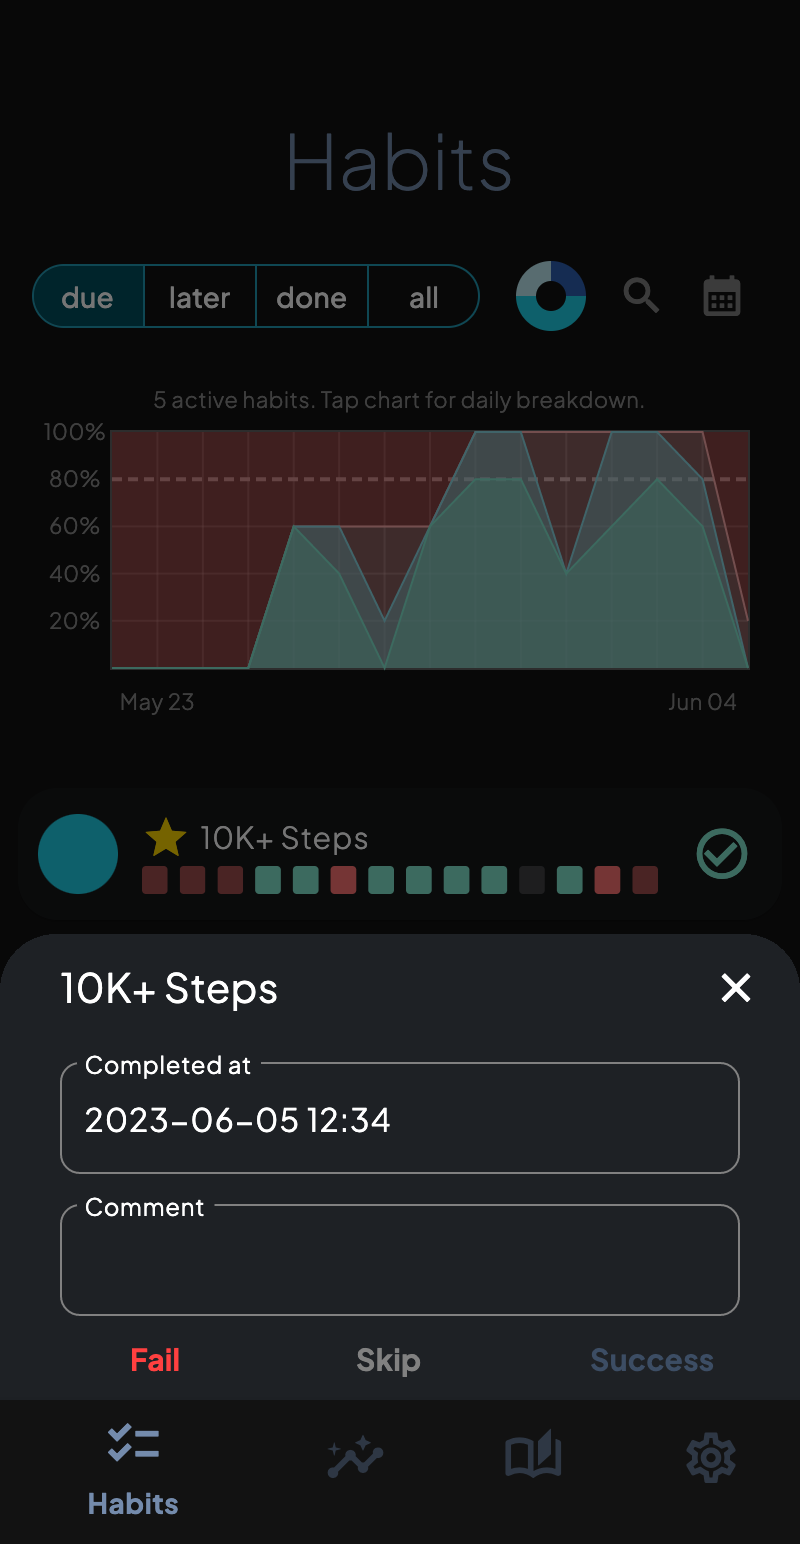 Habits
due later done all
5 active habits. Tap chart for daily breakdown.
100%
80%
60%
40%
20%
May 23 Jun 04
10K+ Steps
10K+ Steps
Completed at
2023-06-05 12:34
Comment
Fail Skip Success
Habits